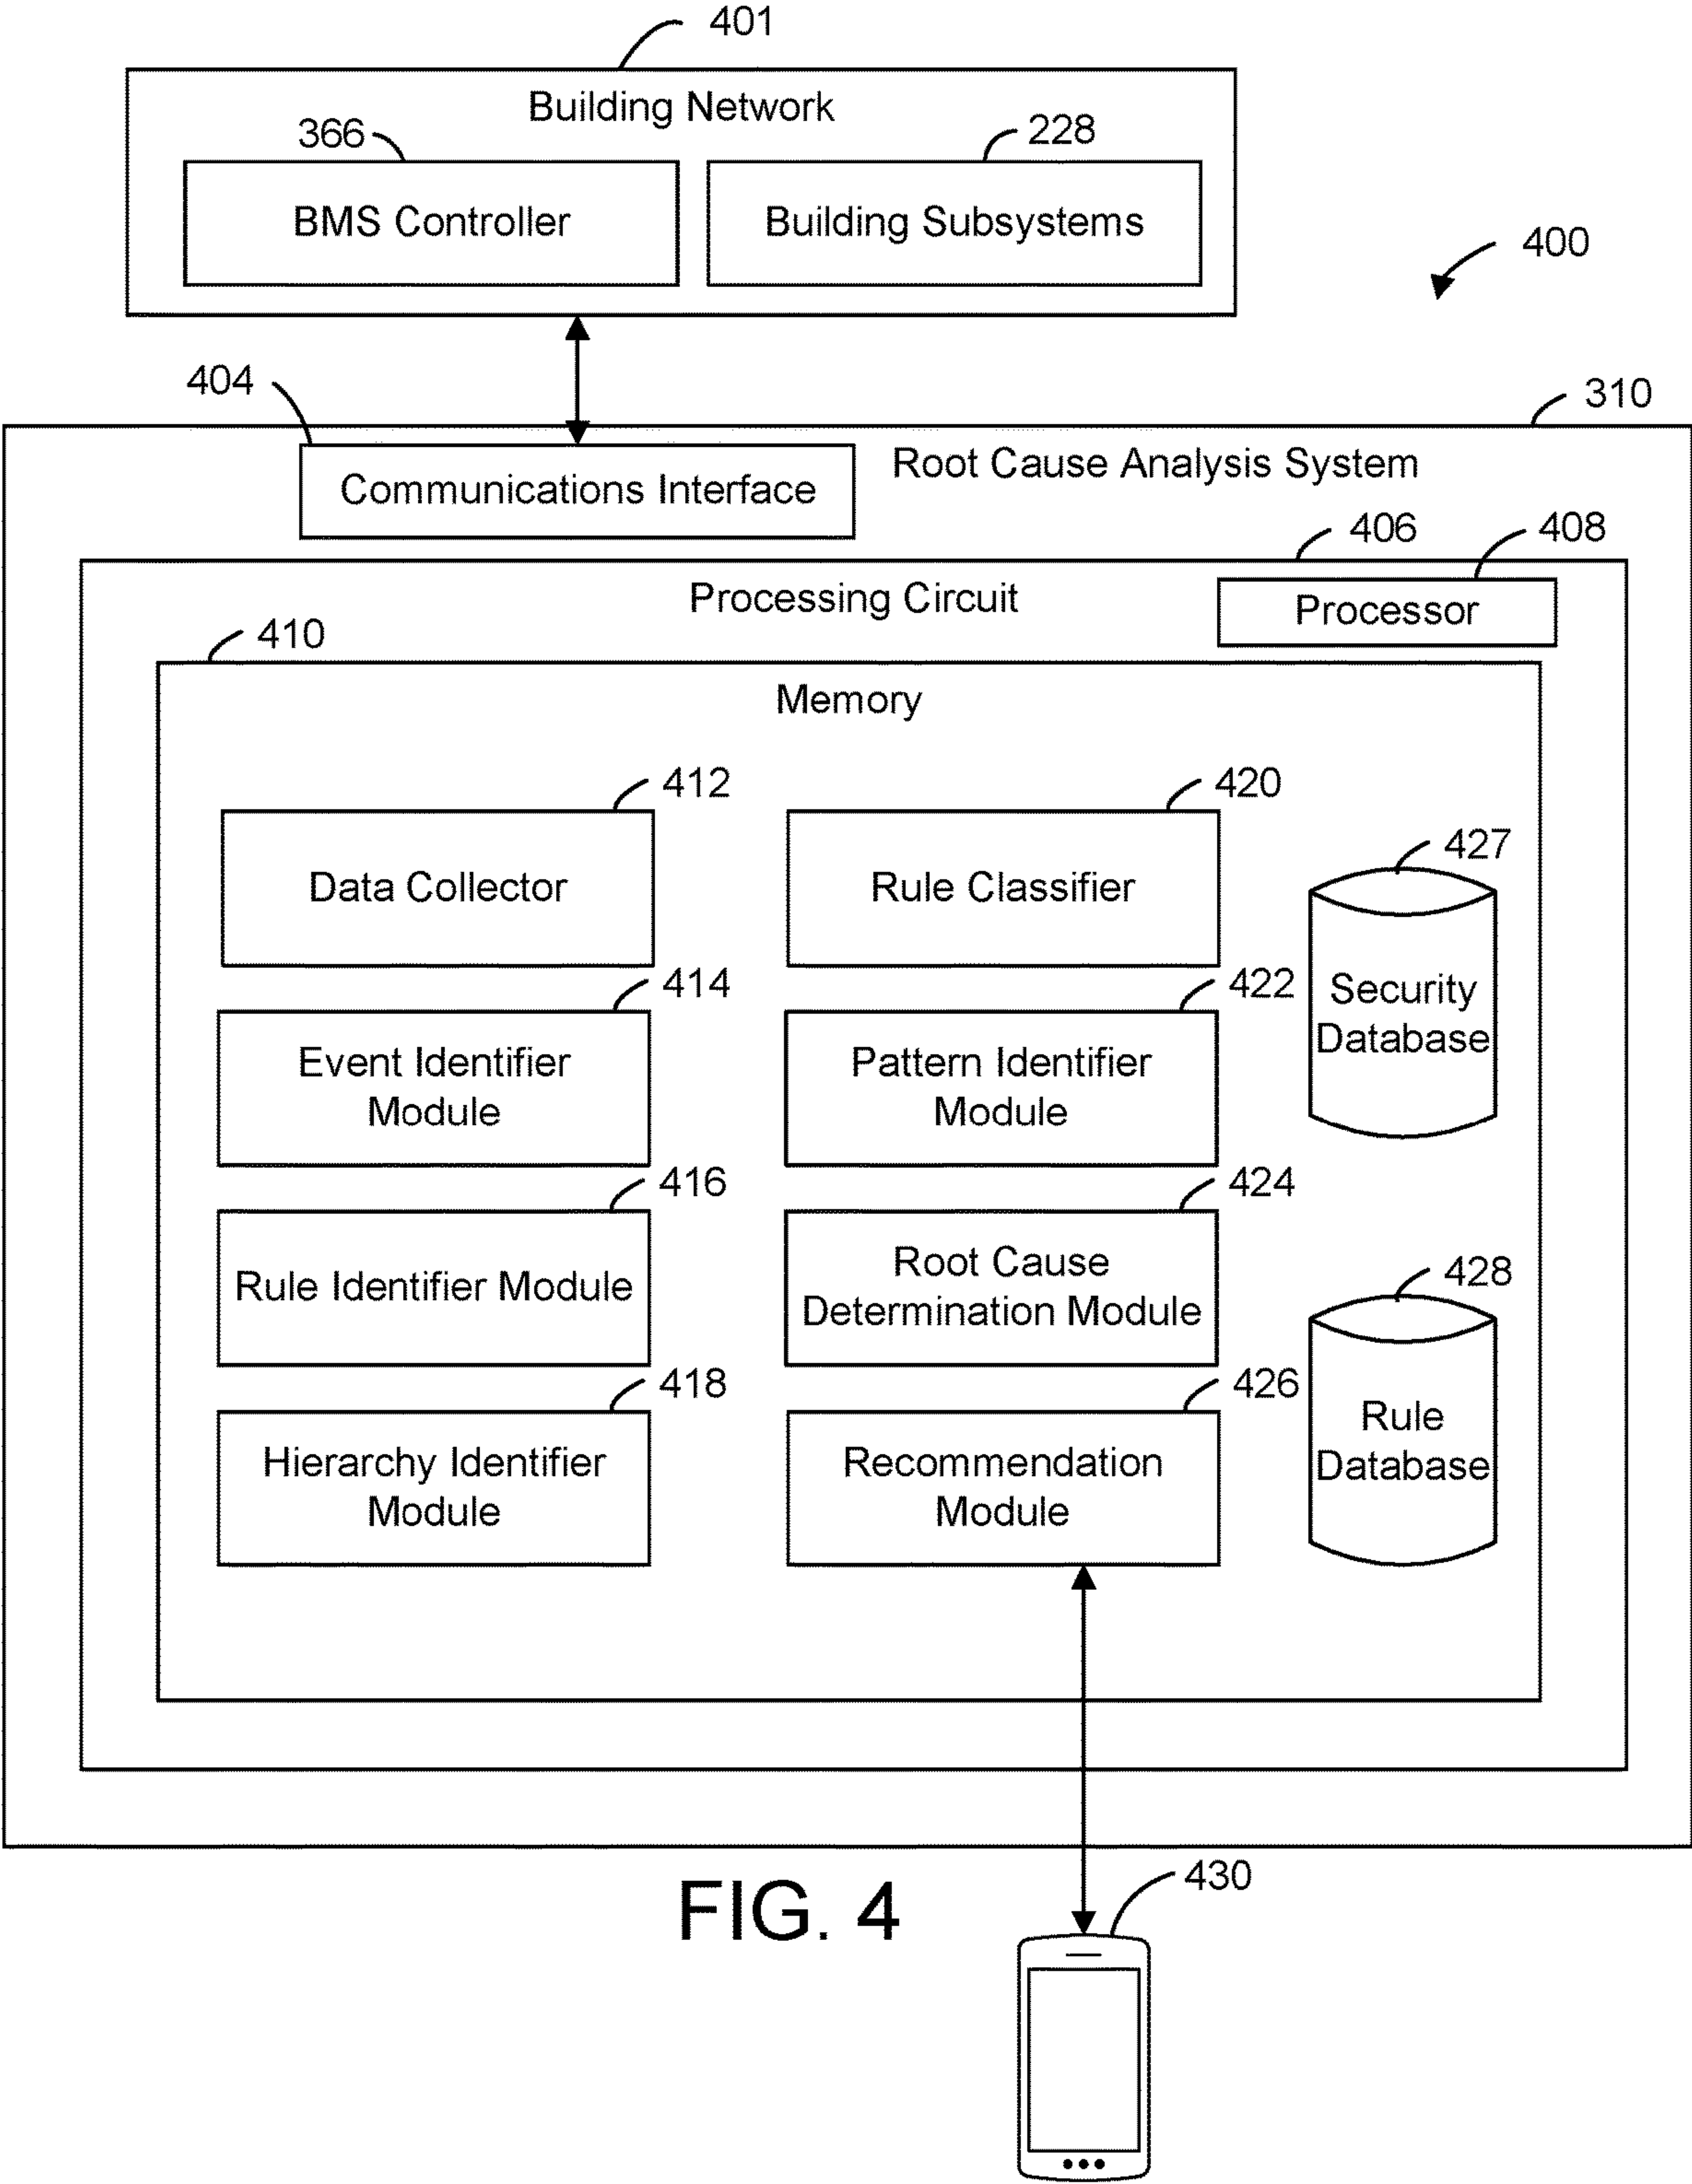 401
Building Network
366
228
BMS Controller
Building Subsystems
400
404
310
Root Cause Analysis System
Communications Interface
406
408
Processing Circuit
Processor
410
Memory
412
420
Data Collector
Rule Classifier
427
Security
Database
414
422
Event Identifier
Module
Pattern Identifier
Module
416
424
Rule Identifier Module
Root Cause
Determination Module
428
Rule
Database
418
426
Hierarchy Identifier
Module
Recommendation
Module
FIG. 4
430